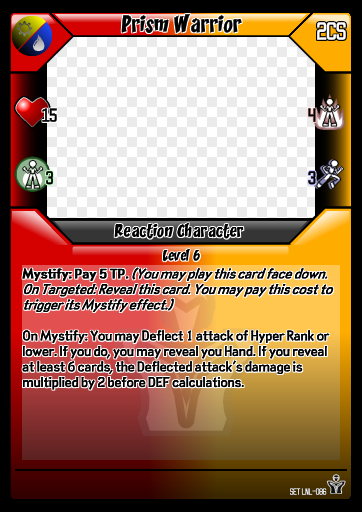 Prism Warrior
2CS
15
4
3
3
Reaction Character
Level 6
Mystify: Pay 5 TP. (You may play this card face down.
On Targeted: Reveal this card. You may pay this cost to
trigger its Mystify effect.)
On Mystify: You may Deflect 1 attack of Hyper Rank or
lower. If you do, you may reveal you Hand. If you reveal
at least 6 cards, the Deflected attack's damage is
multiplied by 2 before DEF calculations.
SET LNL-086